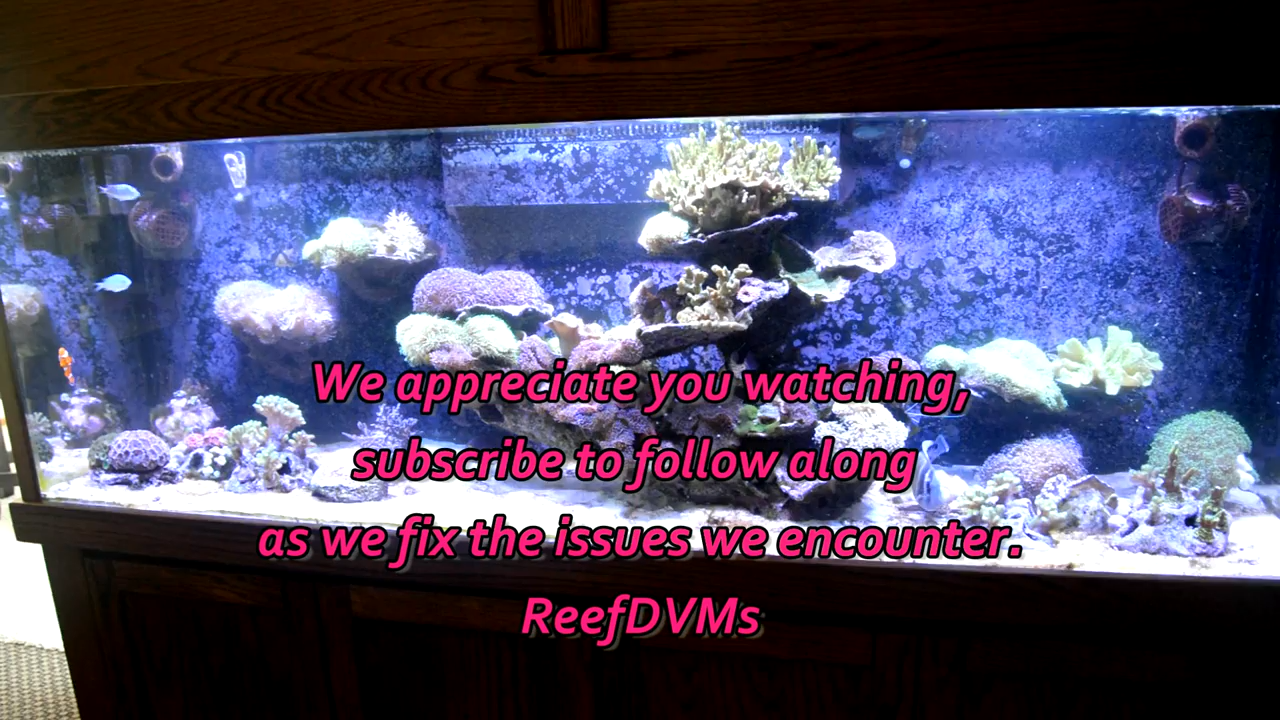 We appreciate you watching,
subscribe to follow along
as we fix the issues we encounter.
ReefDVMs